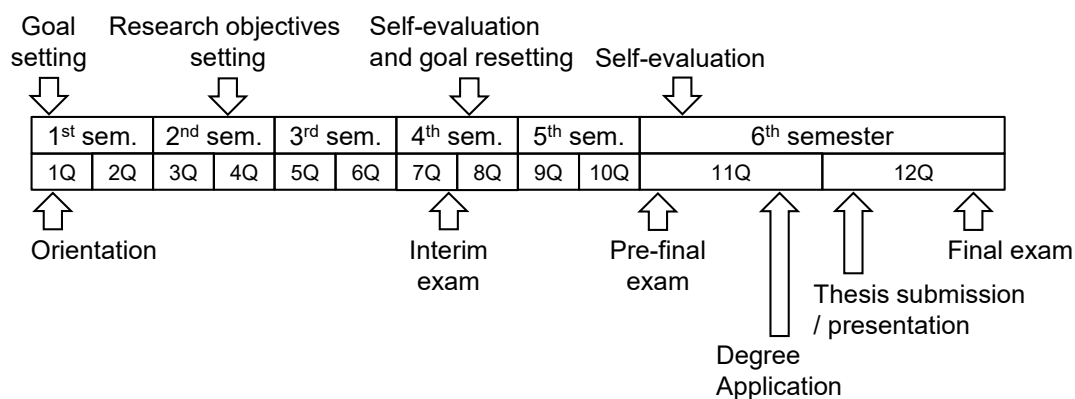 Goal
setting
Research objectives
setting
Self-evaluation
and goal resetting
Self-evaluation
1st sem. 2nd sem. 3rd sem. 4th sem. 5th sem. 6th semester
1Q 2Q 3Q 4Q 5Q 6Q 7Q 8Q 9Q 10Q 11Q 12Q
Orientation
Interim
exam
Pre-final
exam
Final exam
Thesis submission
/ presentation
Degree
Application